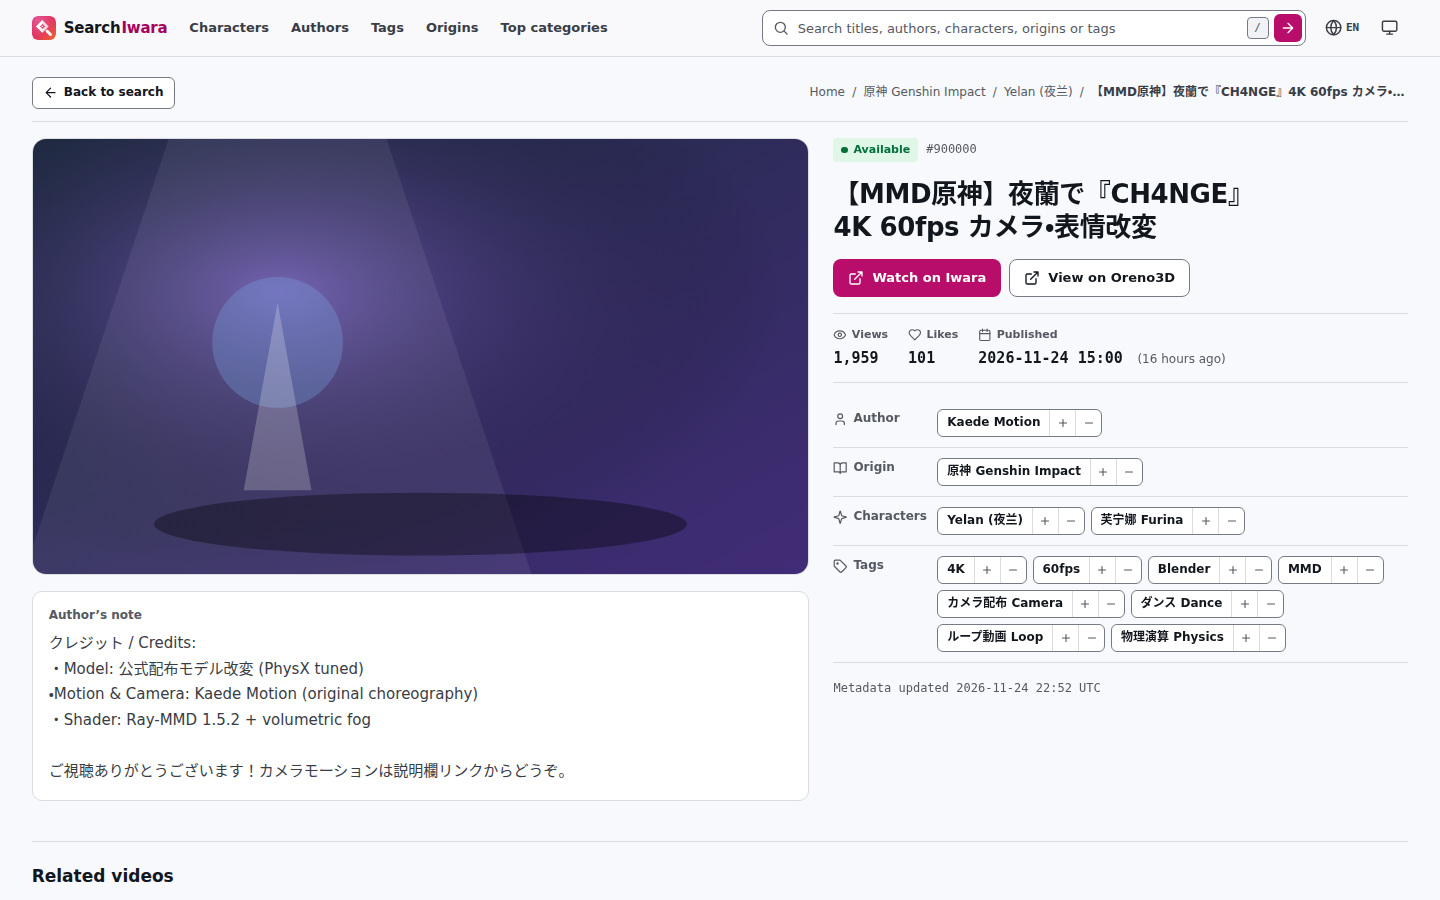 SearchIwara
Characters
Authors
Tags
Origins
Top categories
Search titles, authors, characters, origins or tags
/
EN
Back to search
Home / 原神 Genshin Impact / Yelan (夜兰) / 【MMD原神】夜蘭で『CH4NGE』4K 60fps カメラ・...
Available
#900000
【MMD原神】夜蘭で『CH4NGE』
4K 60fps カメラ・表情改変
Watch on Iwara
View on Oreno3D
Views
Likes
Published
1,959
101
2026-11-24 15:00 (16 hours ago)
Author
Kaede Motion + −
Origin
原神 Genshin Impact + −
Characters
Yelan (夜兰) + − 芙宁娜 Furina + −
Tags
4K + − 60fps + − Blender + − MMD + −
カメラ配布 Camera + − ダンス Dance + −
ループ動画 Loop + − 物理演算 Physics + −
Metadata updated 2026-11-24 22:52 UTC
Author’s note
クレジット / Credits:
・Model: 公式配布モデル改変 (PhysX tuned)
・Motion & Camera: Kaede Motion (original choreography)
・Shader: Ray-MMD 1.5.2 + volumetric fog
ご視聴ありがとうございます！カメラモーションは説明欄リンクからどうぞ。
Related videos